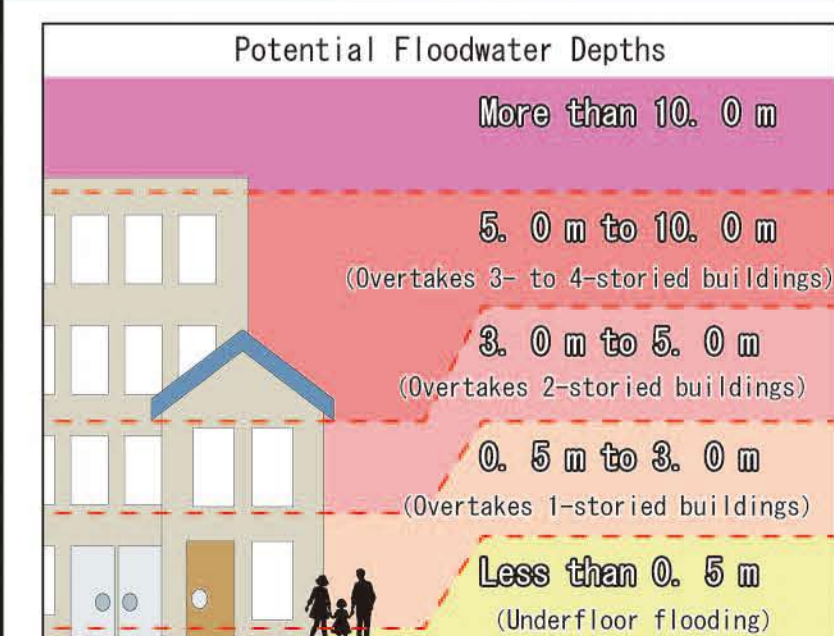 Potential Floodwater Depths
More than 10. 0 m
5. 0 m to 10. 0 m
(Overtakes 3- to 4-storied buildings)
3. 0 m to 5. 0 m
(Overtakes 2-storied buildings)
0. 5 m to 3. 0 m
(Overtakes 1-storied buildings)
Less than 0. 5 m
(Underfloor flooding)